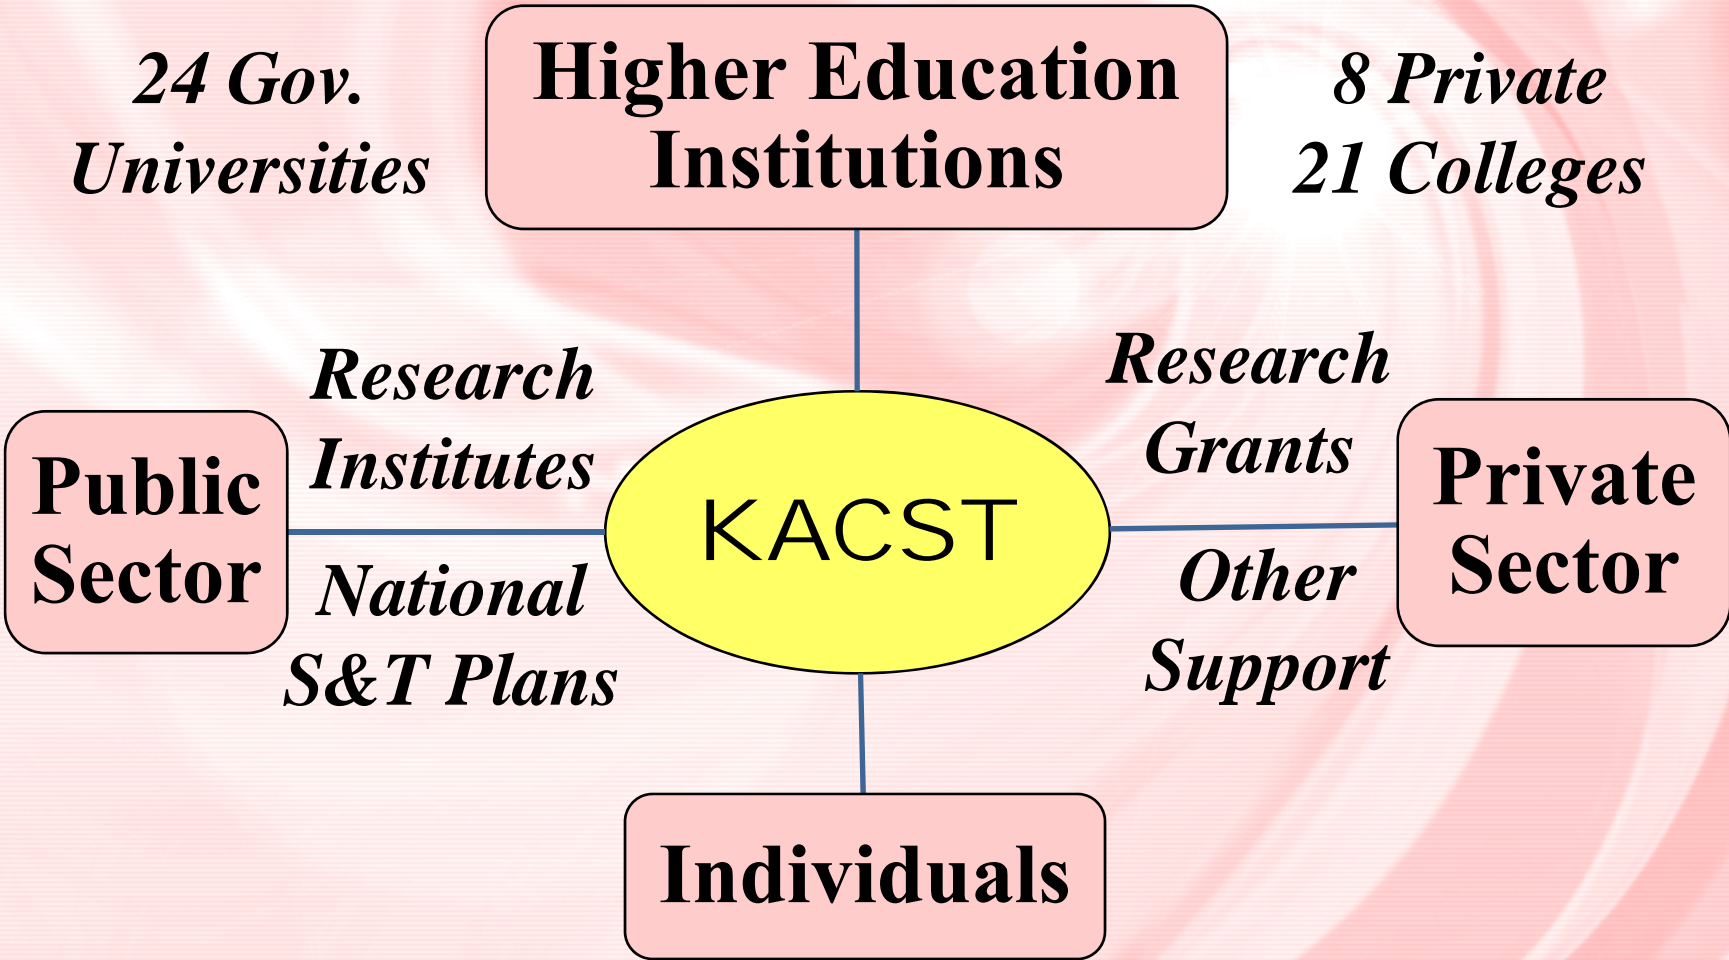 24 Gov.
Universities
Higher Education
Institutions
8 Private
21 Colleges
Research
Institutes
Research
Grants
Public
Sector
KACST
Private
Sector
National
S&T Plans
Other
Support
Individuals